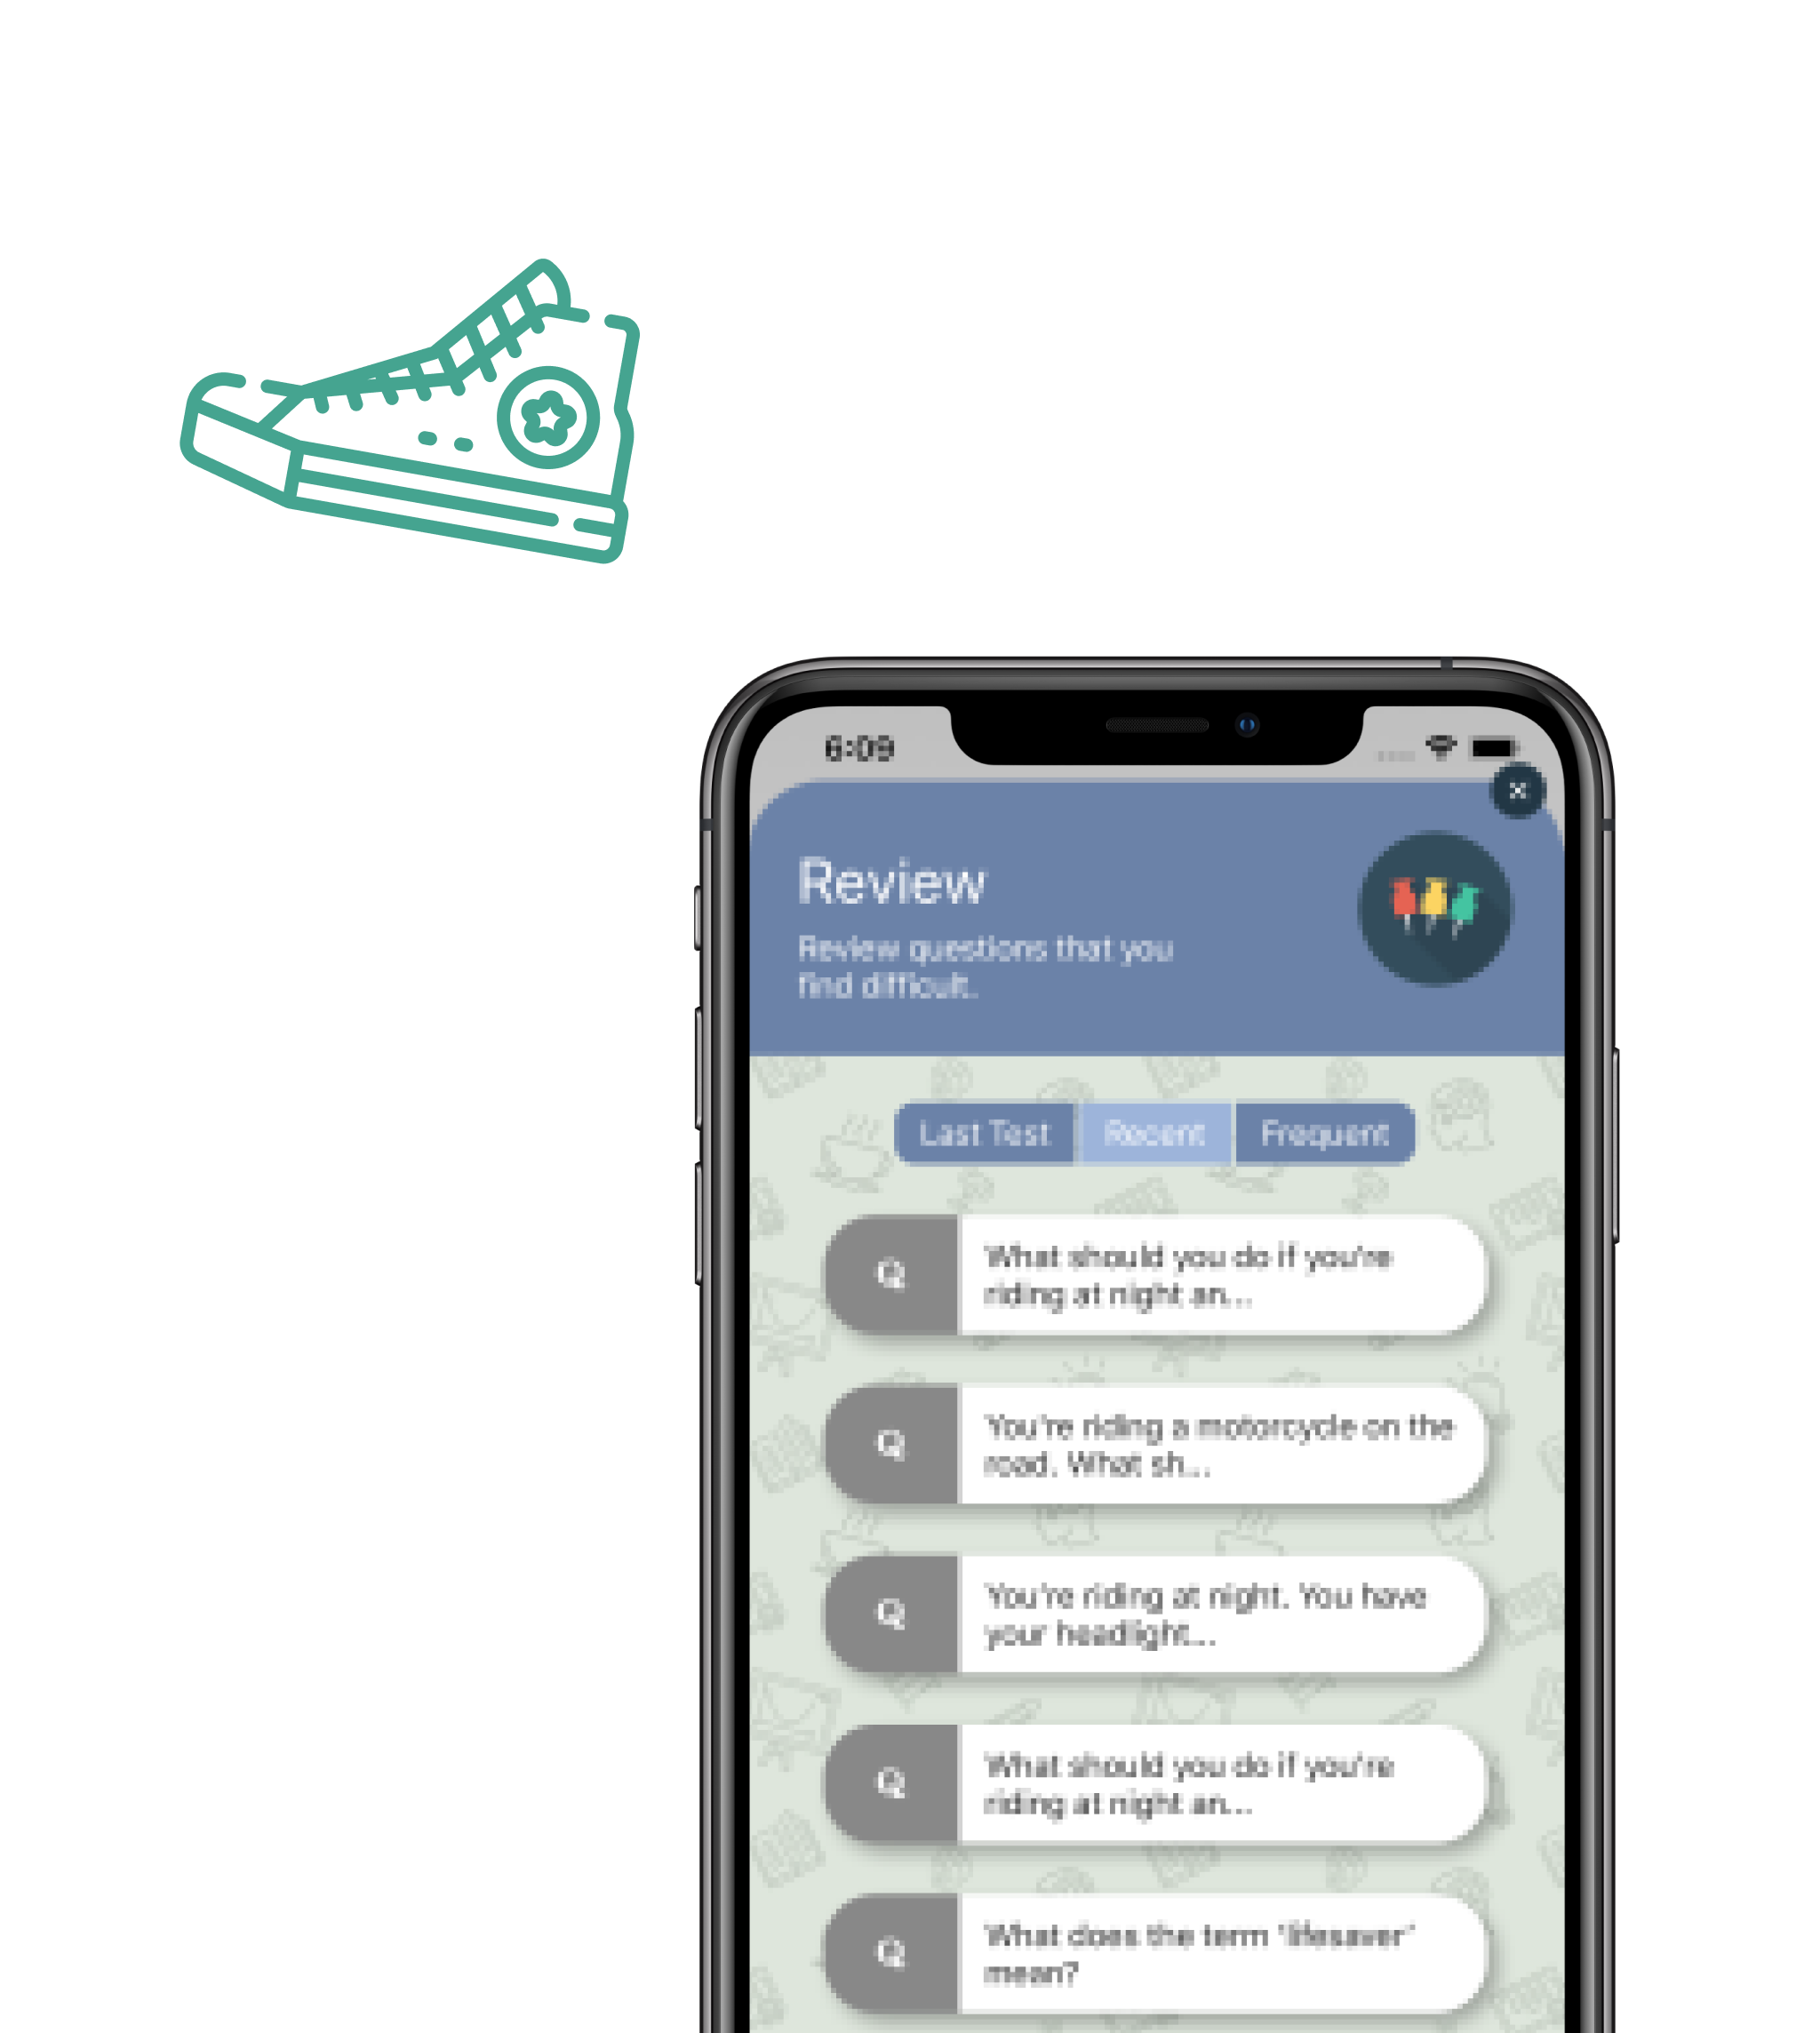 6:09
Review
Review questions that you
find difficult.
Last Test Recent Frequent
Q
What should you do if you're
riding at night an...
Q
You're riding a motorcycle on the
road. What sh...
Q
You're riding at night. You have
your headlight...
Q
What should you do if you're
riding at night an...
Q
What does the term 'lifesaver'
mean?